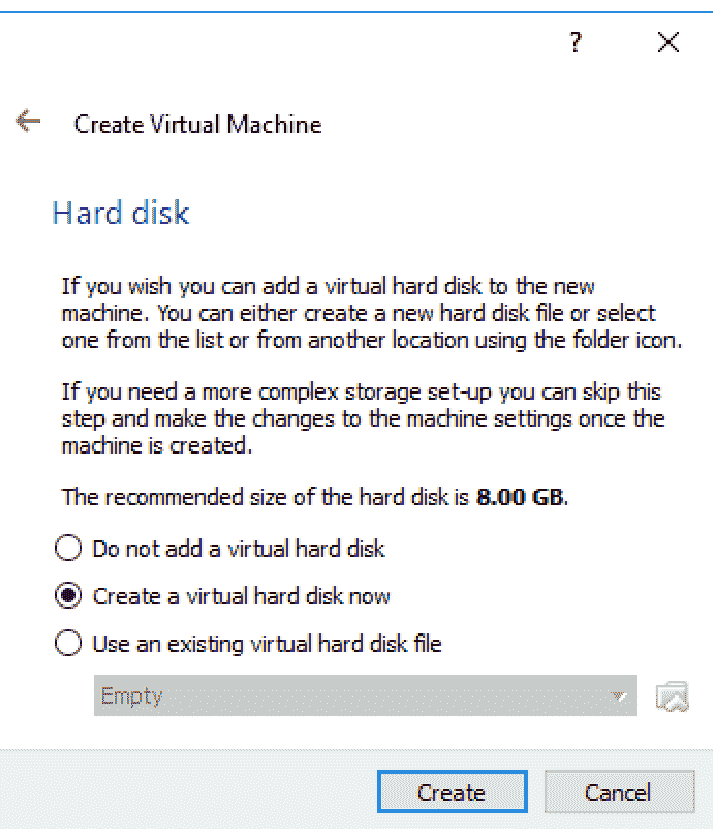 ?
Create Virtual Machine
Hard disk
If you wish you can add a virtual hard disk to the new
machine. You can either create a new hard disk file or select
one from the list or from another location using the folder icon.
If you need a more complex storage set-up you can skip this
step and make the changes to the machine settings once the
machine is created.
The recommended size of the hard disk is 8.00 GB.
Do not add a virtual hard disk
Create a virtual hard disk now
Use an existing virtual hard disk file
Empty
Create Cancel